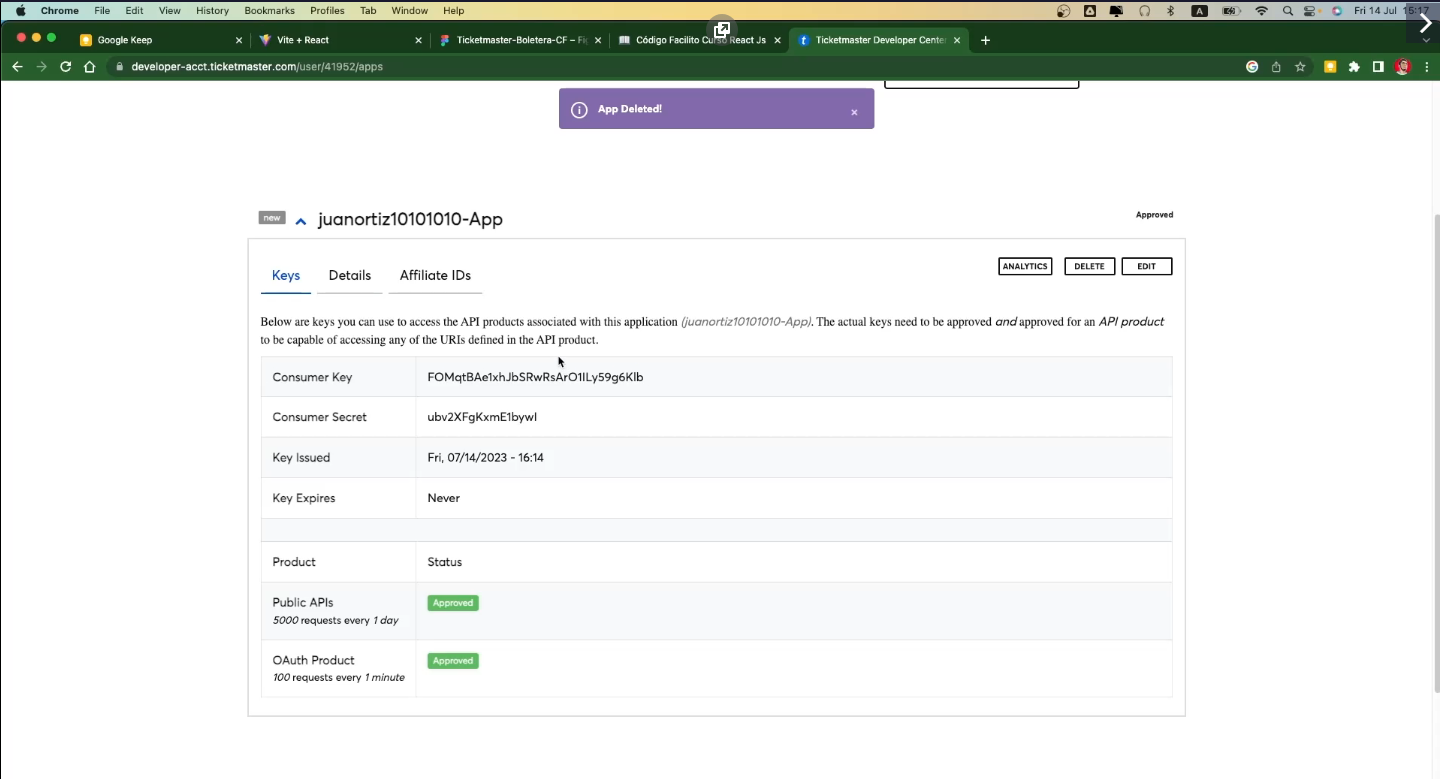 Chrome File Edit View History Bookmarks Profiles Tab Window Help A Fri 14 Jul 15:17
Google Keep Vite + React Ticketmaster-Boletera-CF – Fi Código Facilito Curso React Js Ticketmaster Developer Cente
developer-acct.ticketmaster.com/user/41952/apps
App Deleted!
new juanortiz10101010-App Approved
Keys Details Affiliate IDs ANALYTICS DELETE EDIT
Below are keys you can use to access the API products associated with this application (juanortiz10101010-App). The actual keys need to be approved and approved for an API product
to be capable of accessing any of the URIs defined in the API product.
Consumer Key FOMqtBAe1xhJbSRwRsArO1ILy59g6Klb
Consumer Secret ubv2XFgKxmE1bywI
Key Issued Fri, 07/14/2023 - 16:14
Key Expires Never
Product Status
Public APIs Approved
5000 requests every 1 day
OAuth Product Approved
100 requests every 1 minute